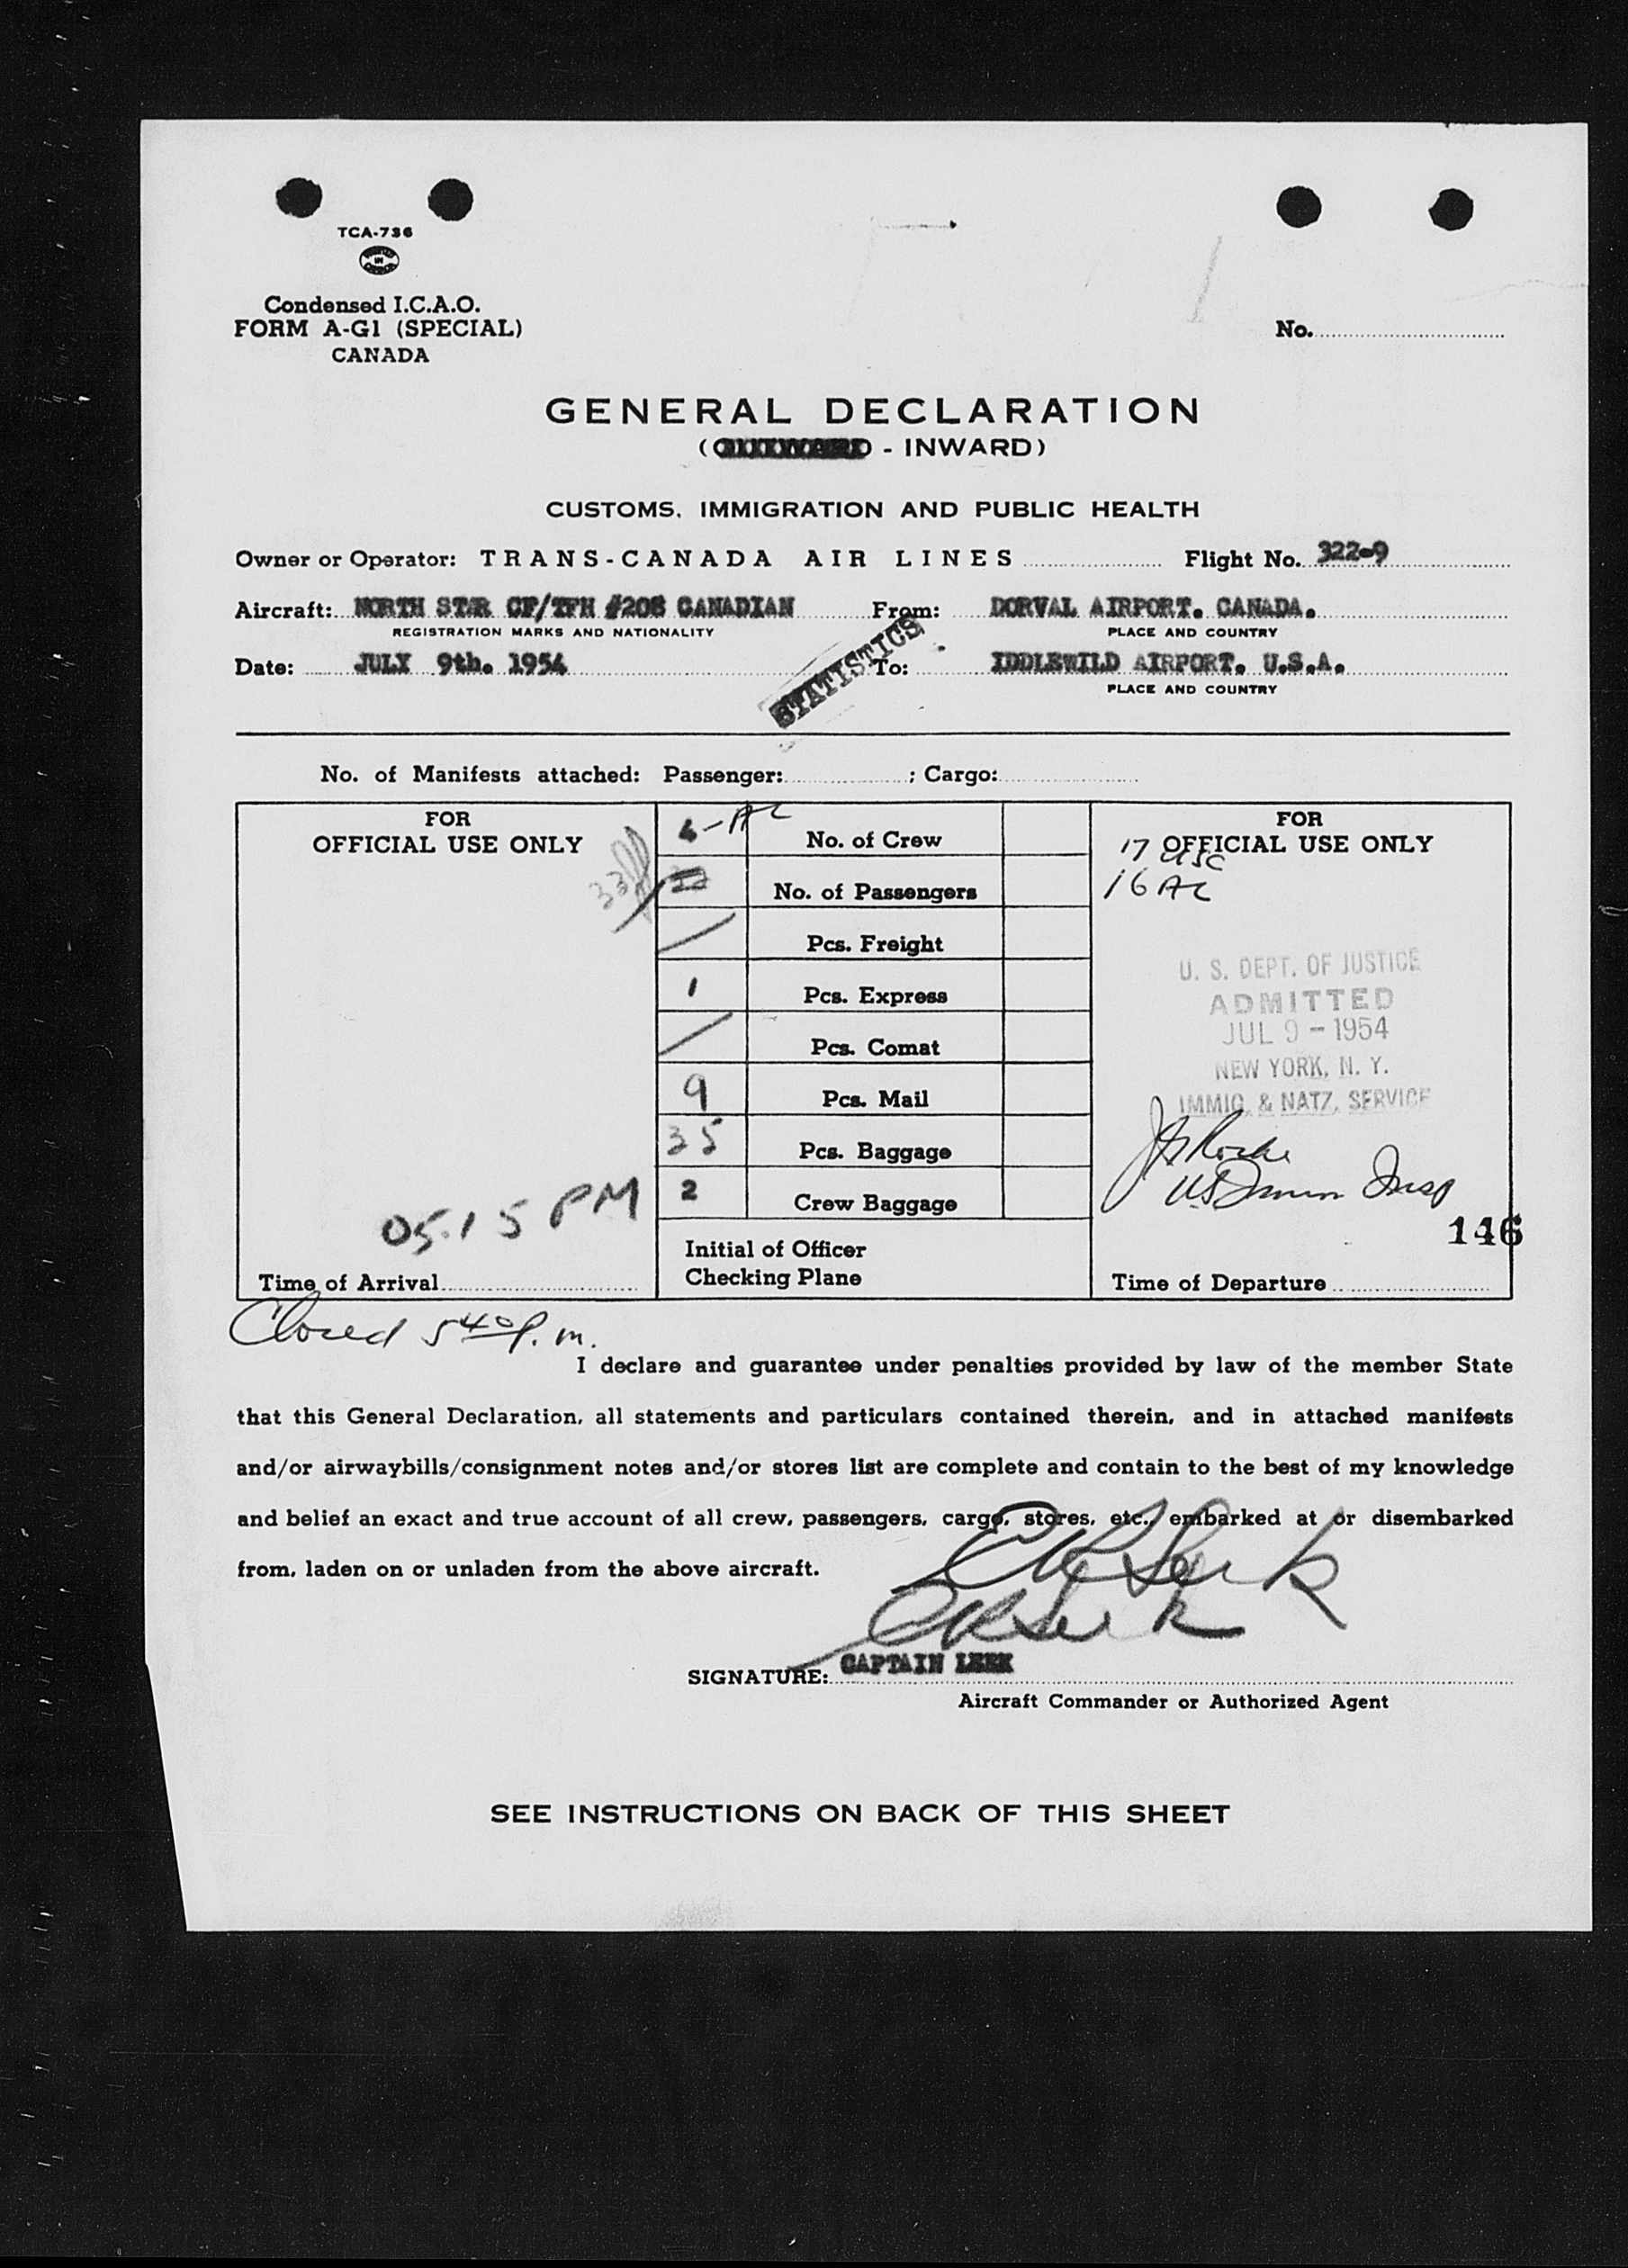 TCA-736
Condensed I.C.A.O.
FORM A-G1 (SPECIAL)
CANADA
No.
GENERAL DECLARATION
( - INWARD)
CUSTOMS, IMMIGRATION AND PUBLIC HEALTH
Owner or Operator: TRANS-CANADA AIR LINES Flight No. 322-9
Aircraft: NORTH STAR CF/TFH #208 CANADIAN From: DORVAL AIRPORT. CANADA.
REGISTRATION MARKS AND NATIONALITY PLACE AND COUNTRY
Date: JULY 9th. 1954 To: IDDLEWILD AIRPORT. U.S.A.
PLACE AND COUNTRY
STATISTICS
No. of Manifests attached: Passenger: ; Cargo:
FOR
OFFICIAL USE ONLY
33
05.15 PM
Time of Arrival
AC No. of Crew
No. of Passengers
/ Pcs. Freight
1 Pcs. Express
/ Pcs. Comat
9 Pcs. Mail
35 Pcs. Baggage
2 Crew Baggage
Initial of Officer
Checking Plane
FOR
OFFICIAL USE ONLY
17 USC
16 AC
U. S. DEPT. OF JUSTICE
ADMITTED
JUL 9 - 1954
NEW YORK, N. Y.
IMMIG. & NATZ. SERVICE
US Immn Insp
146
Time of Departure
Closed 5 40 p.m.
I declare and guarantee under penalties provided by law of the member State
that this General Declaration, all statements and particulars contained therein, and in attached manifests
and/or airwaybills/consignment notes and/or stores list are complete and contain to the best of my knowledge
and belief an exact and true account of all crew, passengers, cargo, stores, etc., embarked at or disembarked
from, laden on or unladen from the above aircraft.
SIGNATURE: CAPTAIN LEEK
Aircraft Commander or Authorized Agent
SEE INSTRUCTIONS ON BACK OF THIS SHEET